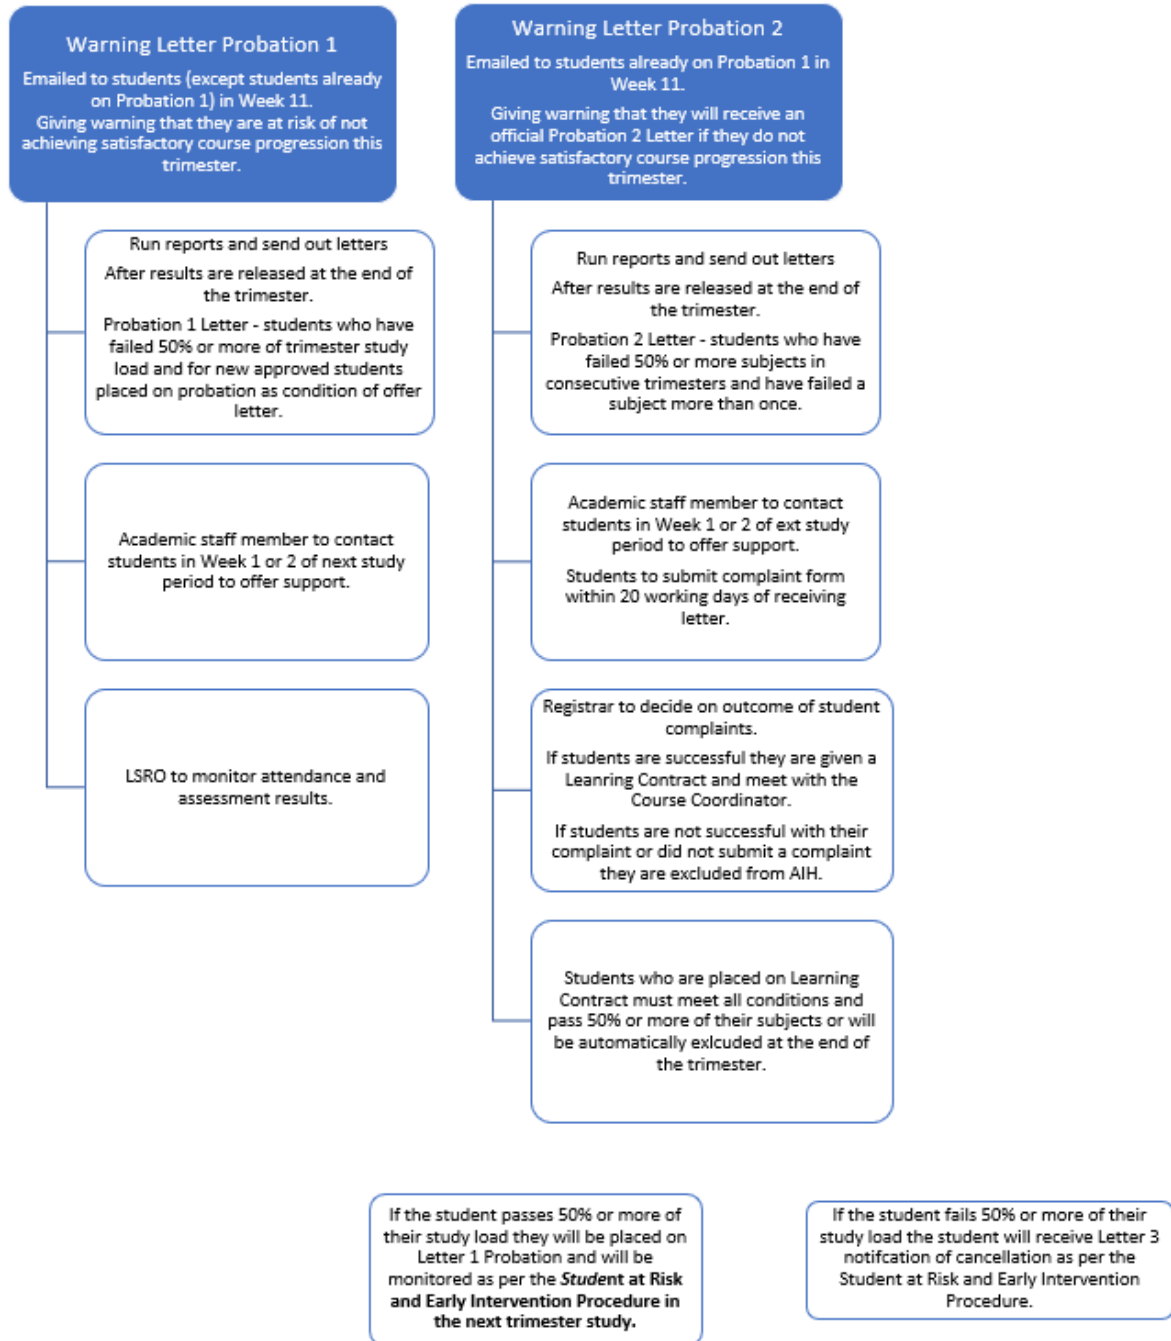 Warning Letter Probation 1
Emailed to students (except students already
on Probation 1) in Week 11.
Giving warning that they are at risk of not
achieving satisfactory course progression this
trimester.
Run reports and send out letters
After results are released at the end of
the trimester.
Probation 1 Letter - students who have
failed 50% or more of trimester study
load and for new approved students
placed on probation as condition of offer
letter.
Academic staff member to contact
students in Week 1 or 2 of next study
period to offer support.
LSRO to monitor attendance and
assessment results.
Warning Letter Probation 2
Emailed to students already on Probation 1 in
Week 11.
Giving warning that they will receive an
official Probation 2 Letter if they do not
achieve satisfactory course progression this
trimester.
Run reports and send out letters
After results are released at the end of
the trimester.
Probation 2 Letter - students who have
failed 50% or more subjects in
consecutive trimesters and have failed a
subject more than once.
Academic staff member to contact
students in Week 1 or 2 of ext study
period to offer support.
Students to submit complaint form
within 20 working days of receiving
letter.
Registrar to decide on outcome of student
complaints.
If students are successful they are given a
Leanring Contract and meet with the
Course Coordinator.
If students are not successful with their
complaint or did not submit a complaint
they are excluded from AIH.
Students who are placed on Learning
Contract must meet all conditions and
pass 50% or more of their subjects or will
be automatically exlcuded at the end of
the trimester.
If the student passes 50% or more of
their study load they will be placed on
Letter 1 Probation and will be
monitored as per the Student at Risk
and Early Intervention Procedure in
the next trimester study.
If the student fails 50% or more of their
study load the student will receive Letter 3
notifcation of cancellation as per the
Student at Risk and Early Intervention
Procedure.